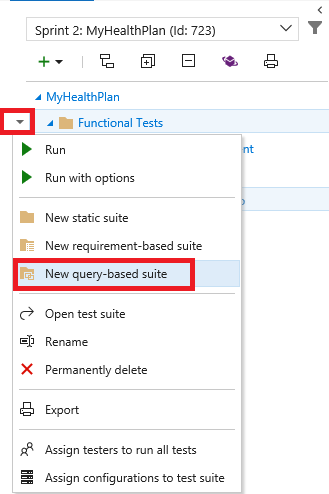 Sprint 2: MyHealthPlan (Id: 723)
MyHealthPlan
Functional Tests
Run
Run with options
New static suite
New requirement-based suite
New query-based suite
Open test suite
Rename
Permanently delete
Export
Assign testers to run all tests
Assign configurations to test suite